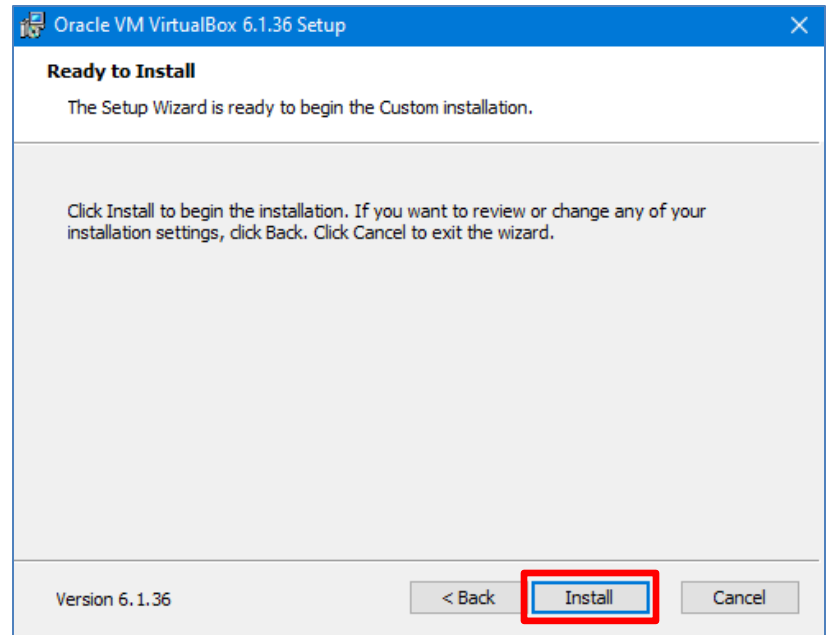 Oracle VM VirtualBox 6.1.36 Setup
Ready to Install
The Setup Wizard is ready to begin the Custom installation.
Click Install to begin the installation. If you want to review or change any of your
installation settings, click Back. Click Cancel to exit the wizard.
Version 6.1.36
< Back
Install
Cancel